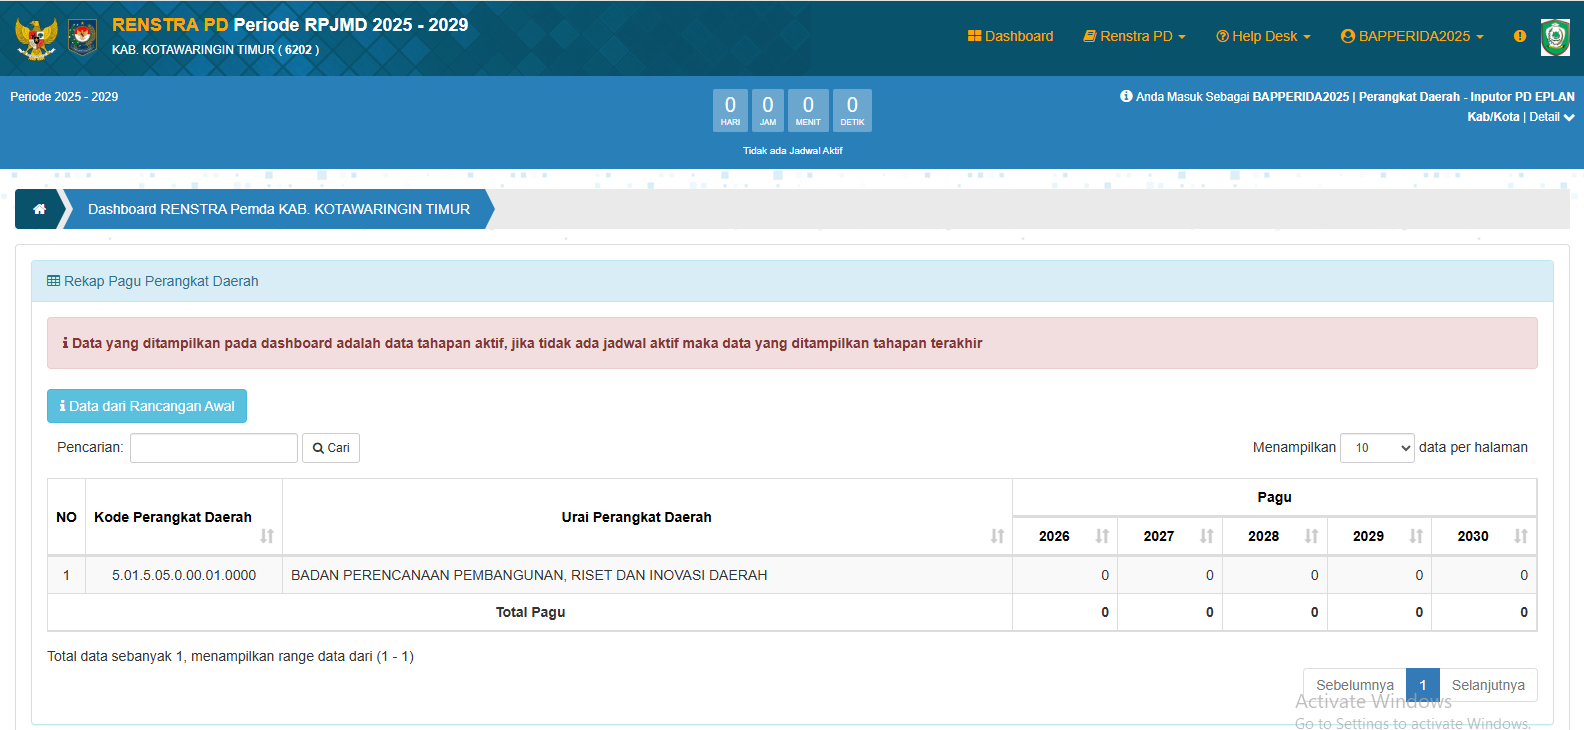 RENSTRA PD Periode RPJMD 2025 - 2029
KAB. KOTAWARINGIN TIMUR ( 6202 )
Dashboard
Renstra PD
Help Desk
BAPPERIDA2025
Periode 2025 - 2029
0 0 0 0
HARI JAM MENIT DETIK
Tidak ada Jadwal Aktif
Anda Masuk Sebagai BAPPERIDA2025 | Perangkat Daerah - Inputor PD EPLAN
Kab/Kota | Detail
Dashboard RENSTRA Pemda KAB. KOTAWARINGIN TIMUR
Rekap Pagu Perangkat Daerah
Data yang ditampilkan pada dashboard adalah data tahapan aktif, jika tidak ada jadwal aktif maka data yang ditampilkan tahapan terakhir
Data dari Rancangan Awal
Pencarian: Cari
Menampilkan 10 data per halaman
NO Kode Perangkat Daerah Urai Perangkat Daerah Pagu
2026 2027 2028 2029 2030
1 5.01.5.05.0.00.01.0000 BADAN PERENCANAAN PEMBANGUNAN, RISET DAN INOVASI DAERAH 0 0 0 0 0
Total Pagu 0 0 0 0 0
Total data sebanyak 1, menampilkan range data dari (1 - 1)
Sebelumnya 1 Selanjutnya
Activate Windows
Go to Settings to activate Windows.